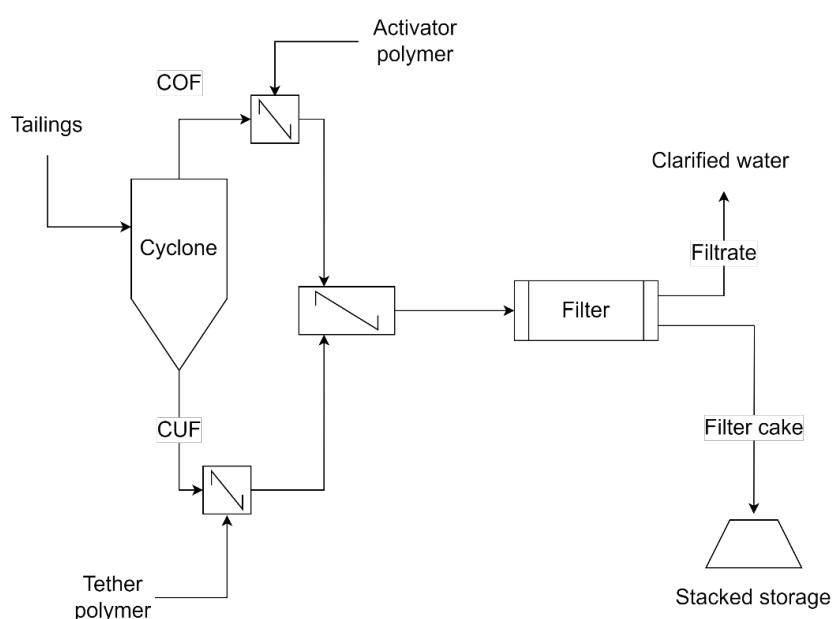 Activator
polymer
COF
Tailings
Clarified water
Cyclone
Filtrate
Filter
CUF
Filter cake
Tether
polymer
Stacked storage